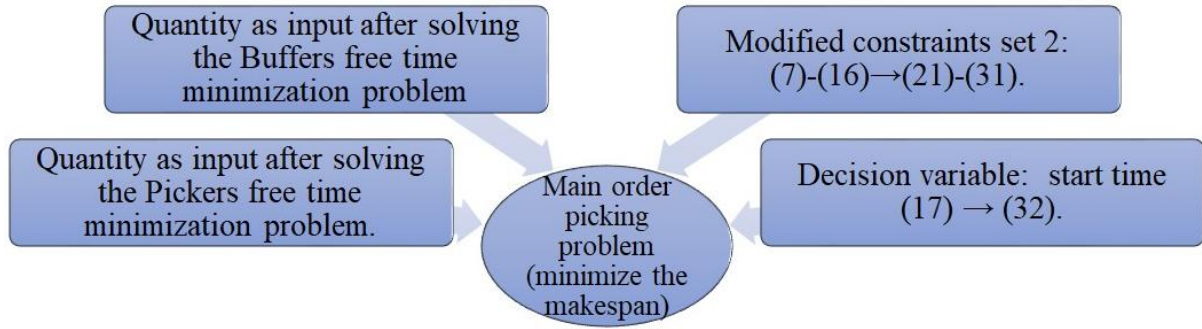 Quantity as input after solving
the Buffers free time
minimization problem
Modified constraints set 2:
(7)-(16)→(21)-(31).
Quantity as input after solving
the Pickers free time
minimization problem.
Decision variable: start time
(17) → (32).
Main order
picking
problem
(minimize the
makespan)